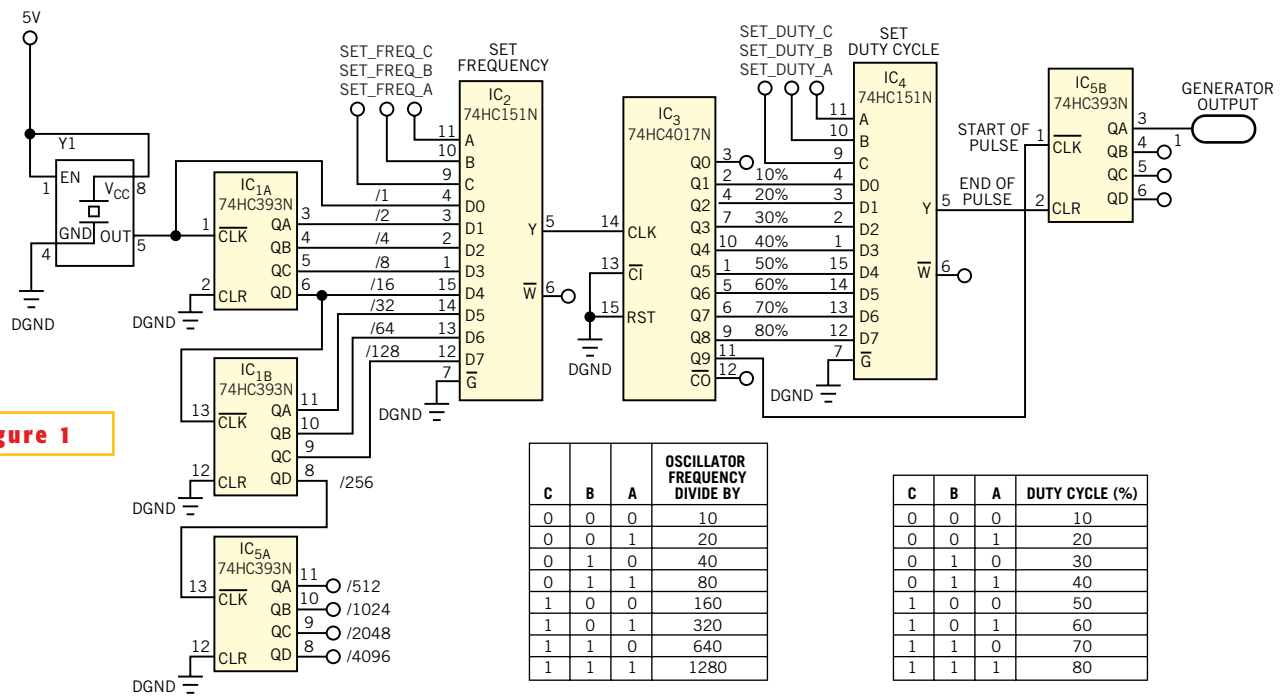 5V
Y1
EN
VCC
GND
OUT
1
8
4
5
DGND
IC1A
74HC393N
1
CLK
QA
3
QB
4
QC
5
QD
6
2
CLR
DGND
IC1B
74HC393N
13
CLK
QA
11
QB
10
QC
9
QD
8
12
CLR
DGND
/256
gure 1
IC5A
74HC393N
13
CLK
QA
11
/512
QB
10
/1024
QC
9
/2048
QD
8
/4096
12
CLR
DGND
SET_FREQ_C
SET_FREQ_B
SET_FREQ_A
SET
FREQUENCY
IC2
74HC151N
11
A
10
B
9
C
/1
4
D0
/2
3
D1
/4
2
D2
/8
1
D3
/16
15
D4
/32
14
D5
/64
13
D6
/128
12
D7
7
G
DGND
Y
5
W
6
IC3
74HC4017N
14
CLK
13
CI
15
RST
DGND
Q0
3
Q1
2
10%
Q2
4
20%
Q3
7
30%
Q4
10
40%
Q5
1
50%
Q6
5
60%
Q7
6
70%
Q8
9
80%
Q9
11
CO
12
SET_DUTY_C
SET_DUTY_B
SET_DUTY_A
SET
DUTY CYCLE
IC4
74HC151N
11
A
10
B
9
C
4
D0
3
D1
2
D2
1
D3
15
D4
14
D5
13
D6
12
D7
7
G
DGND
Y
5
W
6
START OF
PULSE
END OF
PULSE
IC5B
74HC393N
1
CLK
2
CLR
QA
3
QB
4
QC
5
QD
6
1
GENERATOR
OUTPUT
C B A OSCILLATOR FREQUENCY DIVIDE BY
0 0 0 10
0 0 1 20
0 1 0 40
0 1 1 80
1 0 0 160
1 0 1 320
1 1 0 640
1 1 1 1280
C B A DUTY CYCLE (%)
0 0 0 10
0 0 1 20
0 1 0 30
0 1 1 40
1 0 0 50
1 0 1 60
1 1 0 70
1 1 1 80